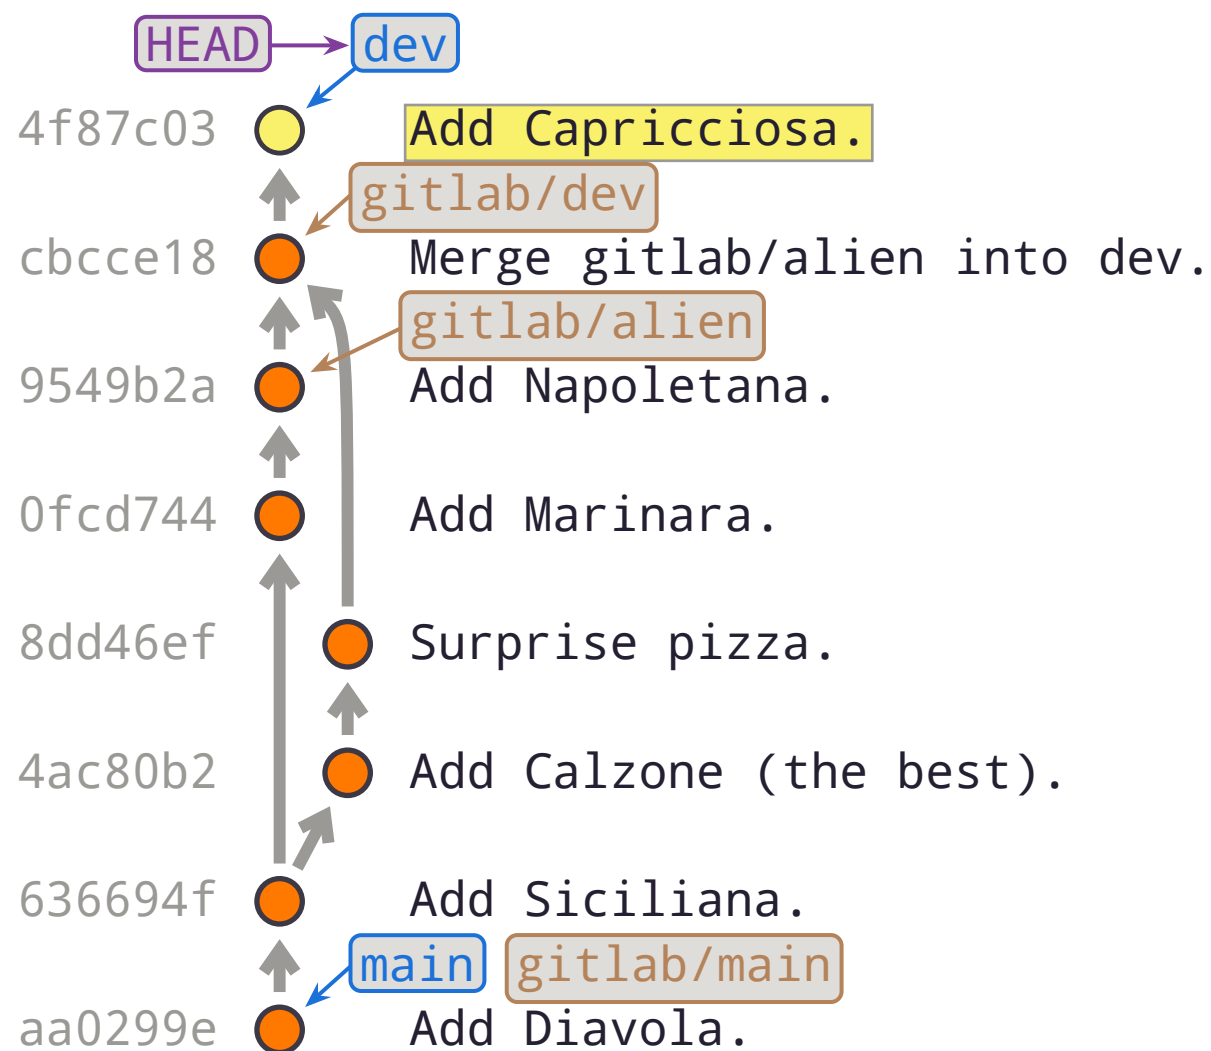 HEAD dev
4f87c03 Add Capricciosa.
gitlab/dev
cbcce18 Merge gitlab/alien into dev.
gitlab/alien
9549b2a Add Napoletana.
0fcd744 Add Marinara.
8dd46ef Surprise pizza.
4ac80b2 Add Calzone (the best).
636694f Add Siciliana.
main gitlab/main
aa0299e Add Diavola.